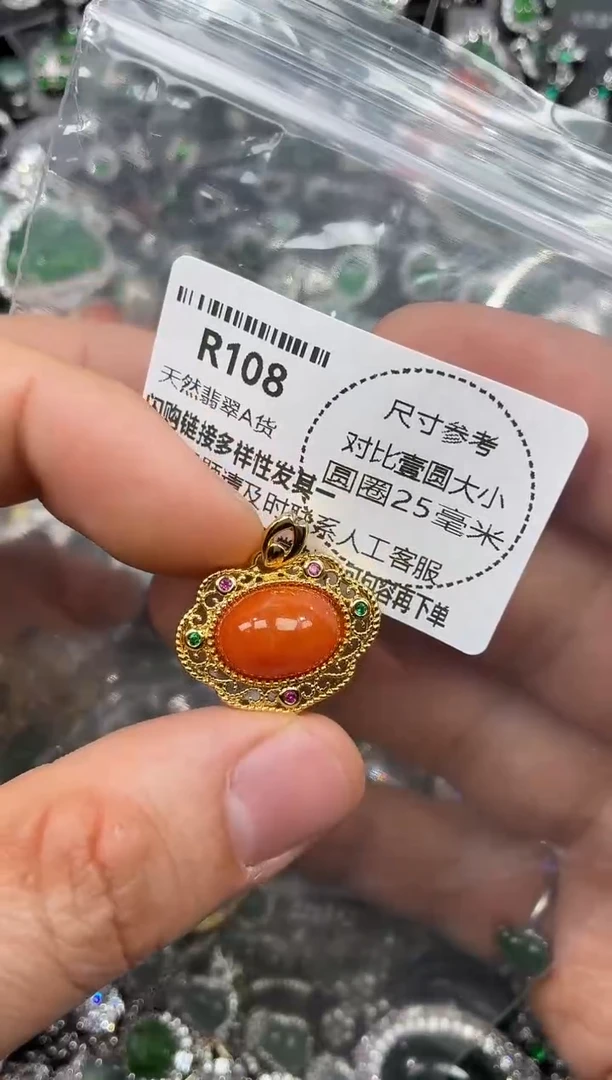 R108
天然翡翠A货
闪购链接多样性发其一
及时联系人工客服
内容再下单
尺寸参考
对比壹圆大小
圆圈25毫米